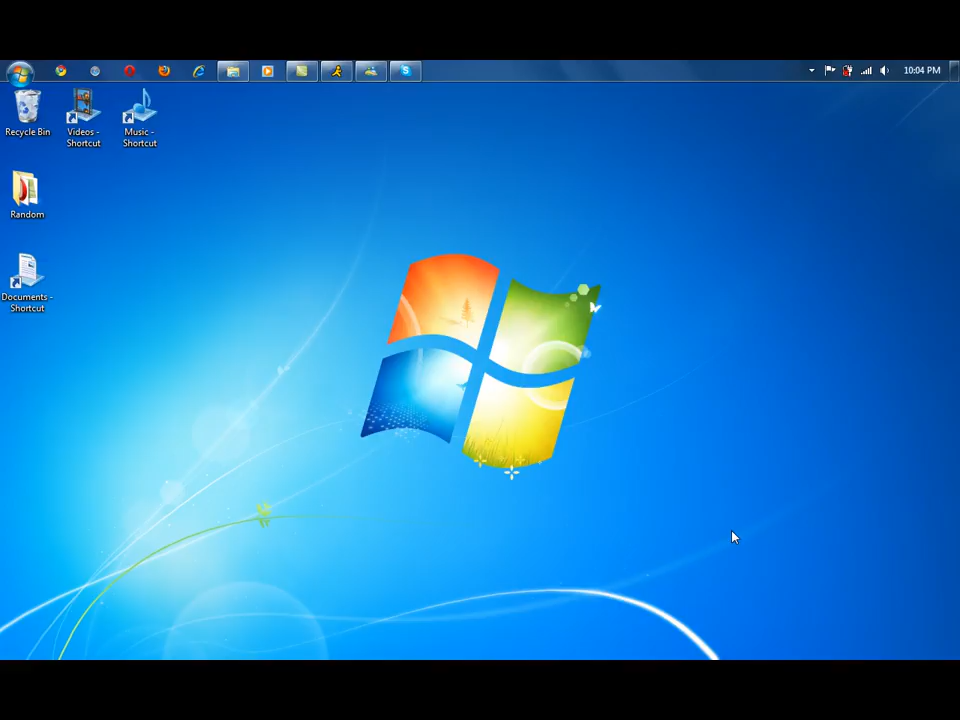 10:04 PM
Recycle Bin
Videos -
Shortcut
Music -
Shortcut
Random
Documents -
Shortcut